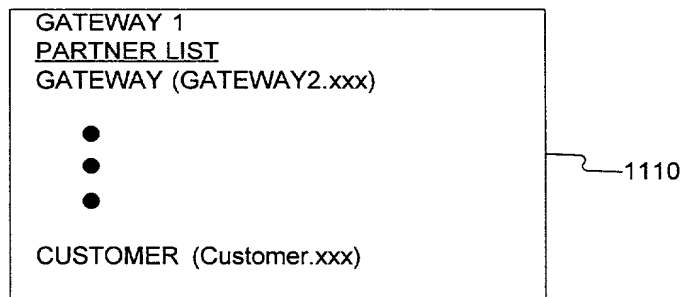 GATEWAY 1
PARTNER LIST
GATEWAY (GATEWAY2.xxx)
1110
CUSTOMER (Customer.xxx)